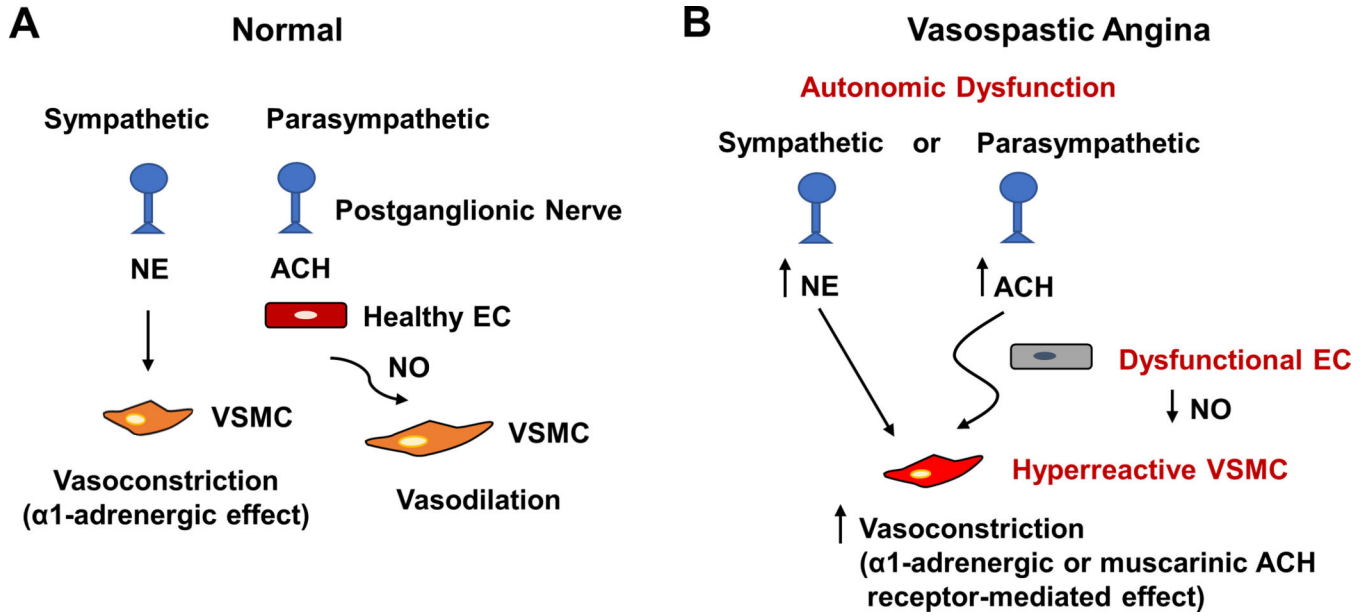 A
Normal
Sympathetic
Parasympathetic
Postganglionic Nerve
NE
ACH
Healthy EC
NO
VSMC
VSMC
Vasoconstriction
(α1-adrenergic effect)
Vasodilation
B
Vasospastic Angina
Autonomic Dysfunction
Sympathetic or Parasympathetic
↑ NE
↑ ACH
Dysfunctional EC
↓ NO
Hyperreactive VSMC
↑ Vasoconstriction
(α1-adrenergic or muscarinic ACH
receptor-mediated effect)